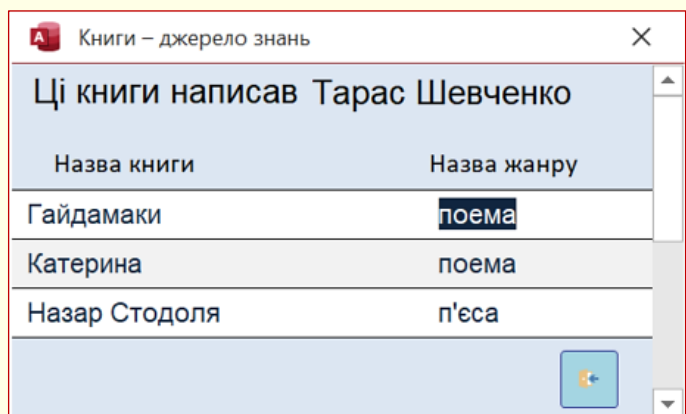 Книги – джерело знань
Ці книги написав Тарас Шевченко
Назва книги Назва жанру
Гайдамаки поема
Катерина поема
Назар Стодоля п'єса